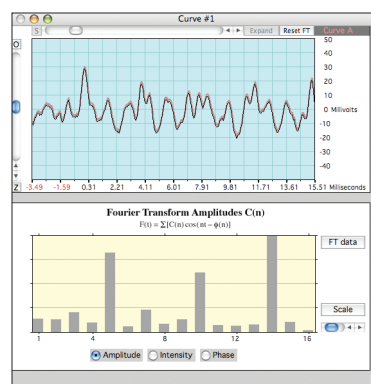 Curve #1
S Expand Reset FT Curve A
O
50
40
30
20
10
0 Millivolts
-10
-20
-30
-40
Z -3.49 -1.59 0.31 2.21 4.11 6.01 7.91 9.81 11.71 13.61 15.51 Milliseconds
Fourier Transform Amplitudes C(n)
F(t) = Σ[C(n) cos(nt − φ(n)]
FT data
Scale
1 4 8 12 16
Amplitude Intensity Phase